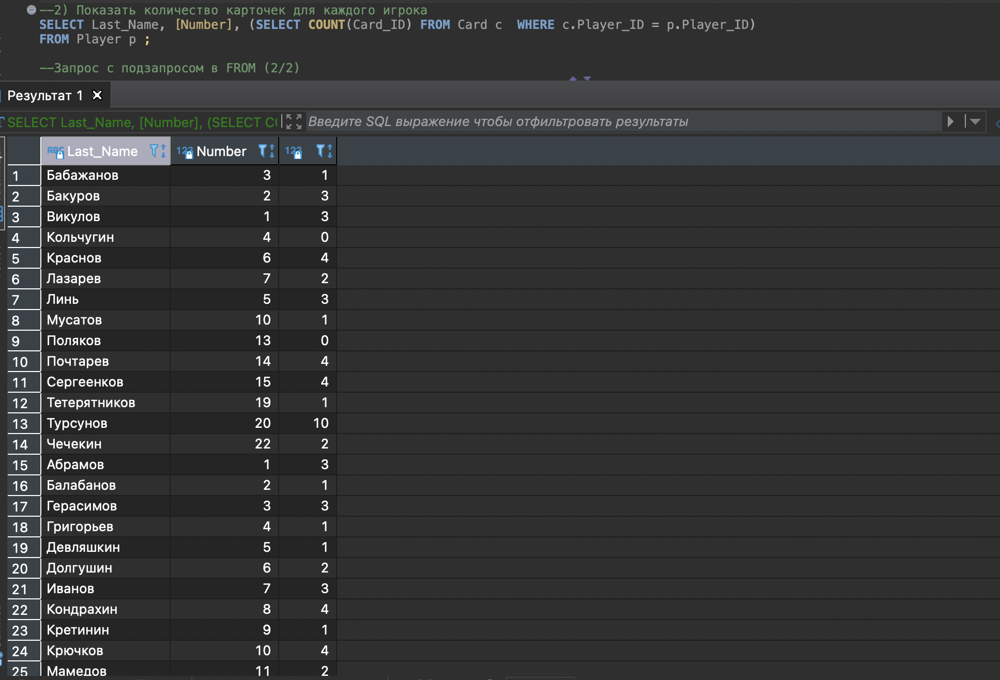 --2) Показать количество карточек для каждого игрока
SELECT Last_Name, [Number], (SELECT COUNT(Card_ID) FROM Card c  WHERE c.Player_ID = p.Player_ID)
FROM Player p ;
--Запрос с подзапросом в FROM (2/2)
Результат 1
SELECT Last_Name, [Number], (SELECT CO Введите SQL выражение чтобы отфильтровать результаты
ABC Last_Name 123 Number 123
1 Бабажанов 3 1
2 Бакуров 2 3
3 Викулов 1 3
4 Кольчугин 4 0
5 Краснов 6 4
6 Лазарев 7 2
7 Линь 5 3
8 Мусатов 10 1
9 Поляков 13 0
10 Почтарев 14 4
11 Сергеенков 15 4
12 Тетерятников 19 1
13 Турсунов 20 10
14 Чечекин 22 2
15 Абрамов 1 3
16 Балабанов 2 1
17 Герасимов 3 3
18 Григорьев 4 1
19 Девляшкин 5 1
20 Долгушин 6 2
21 Иванов 7 3
22 Кондрахин 8 4
23 Кретинин 9 1
24 Крючков 10 4
25 Мамедов 11 2